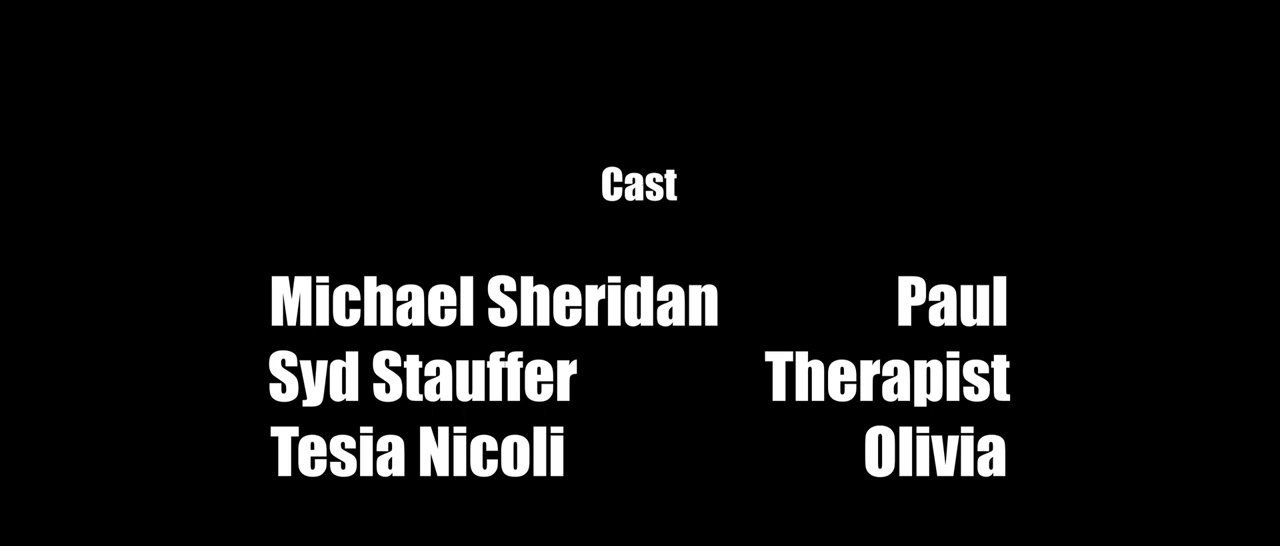 Cast
Michael Sheridan Paul
Syd Stauffer Therapist
Tesia Nicoli Olivia